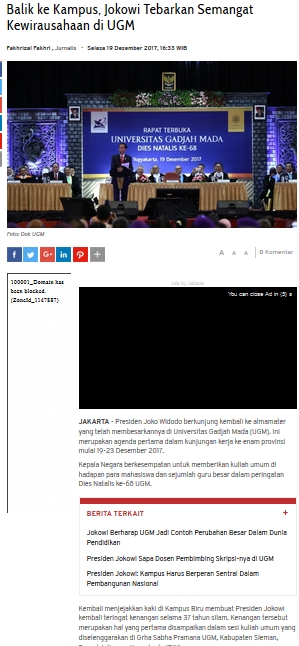 Balik ke Kampus, Jokowi Tebarkan Semangat
Kewirausahaan di UGM
Fakhrizal Fakhri , Jurnalis · Selasa 19 Desember 2017, 16:33 WIB
RAPAT TERBUKA
UNIVERSITAS GADJAH MADA
DIES NATALIS KE-68
Yogyakarta, 19 Desember 2017
Foto: Dok UGM
A A A 0 Komentar
100001_Domain has
been blocked.
(ZoneId_1147557)
You can close Ad in {5} s
JAKARTA - Presiden Joko Widodo berkunjung kembali ke almamater
yang telah membesarkannya di Universitas Gadjah Mada (UGM). Ini
merupakan agenda pertama dalam kunjungan kerja ke enam provinsi
mulai 19-23 Desember 2017.
Kepala Negara berkesempatan untuk memberikan kuliah umum di
hadapan para mahasiswa dan sejumlah guru besar dalam peringatan
Dies Natalis ke-68 UGM.
BERITA TERKAIT +
Jokowi Berharap UGM Jadi Contoh Perubahan Besar Dalam Dunia
Pendidikan
Presiden Jokowi Sapa Dosen Pembimbing Skripsi-nya di UGM
Presiden Jokowi: Kampus Harus Berperan Sentral Dalam
Pembangunan Nasional
Kembali menjejakkan kaki di Kampus Biru membuat Presiden Jokowi
kembali teringat kenangan selama 37 tahun silam. Kenangan tersebut
merupakan hal yang pertama disampaikan dalam sesi kuliah umum yang
diselenggarakan di Grha Sabha Pramana UGM, Kabupaten Sleman,